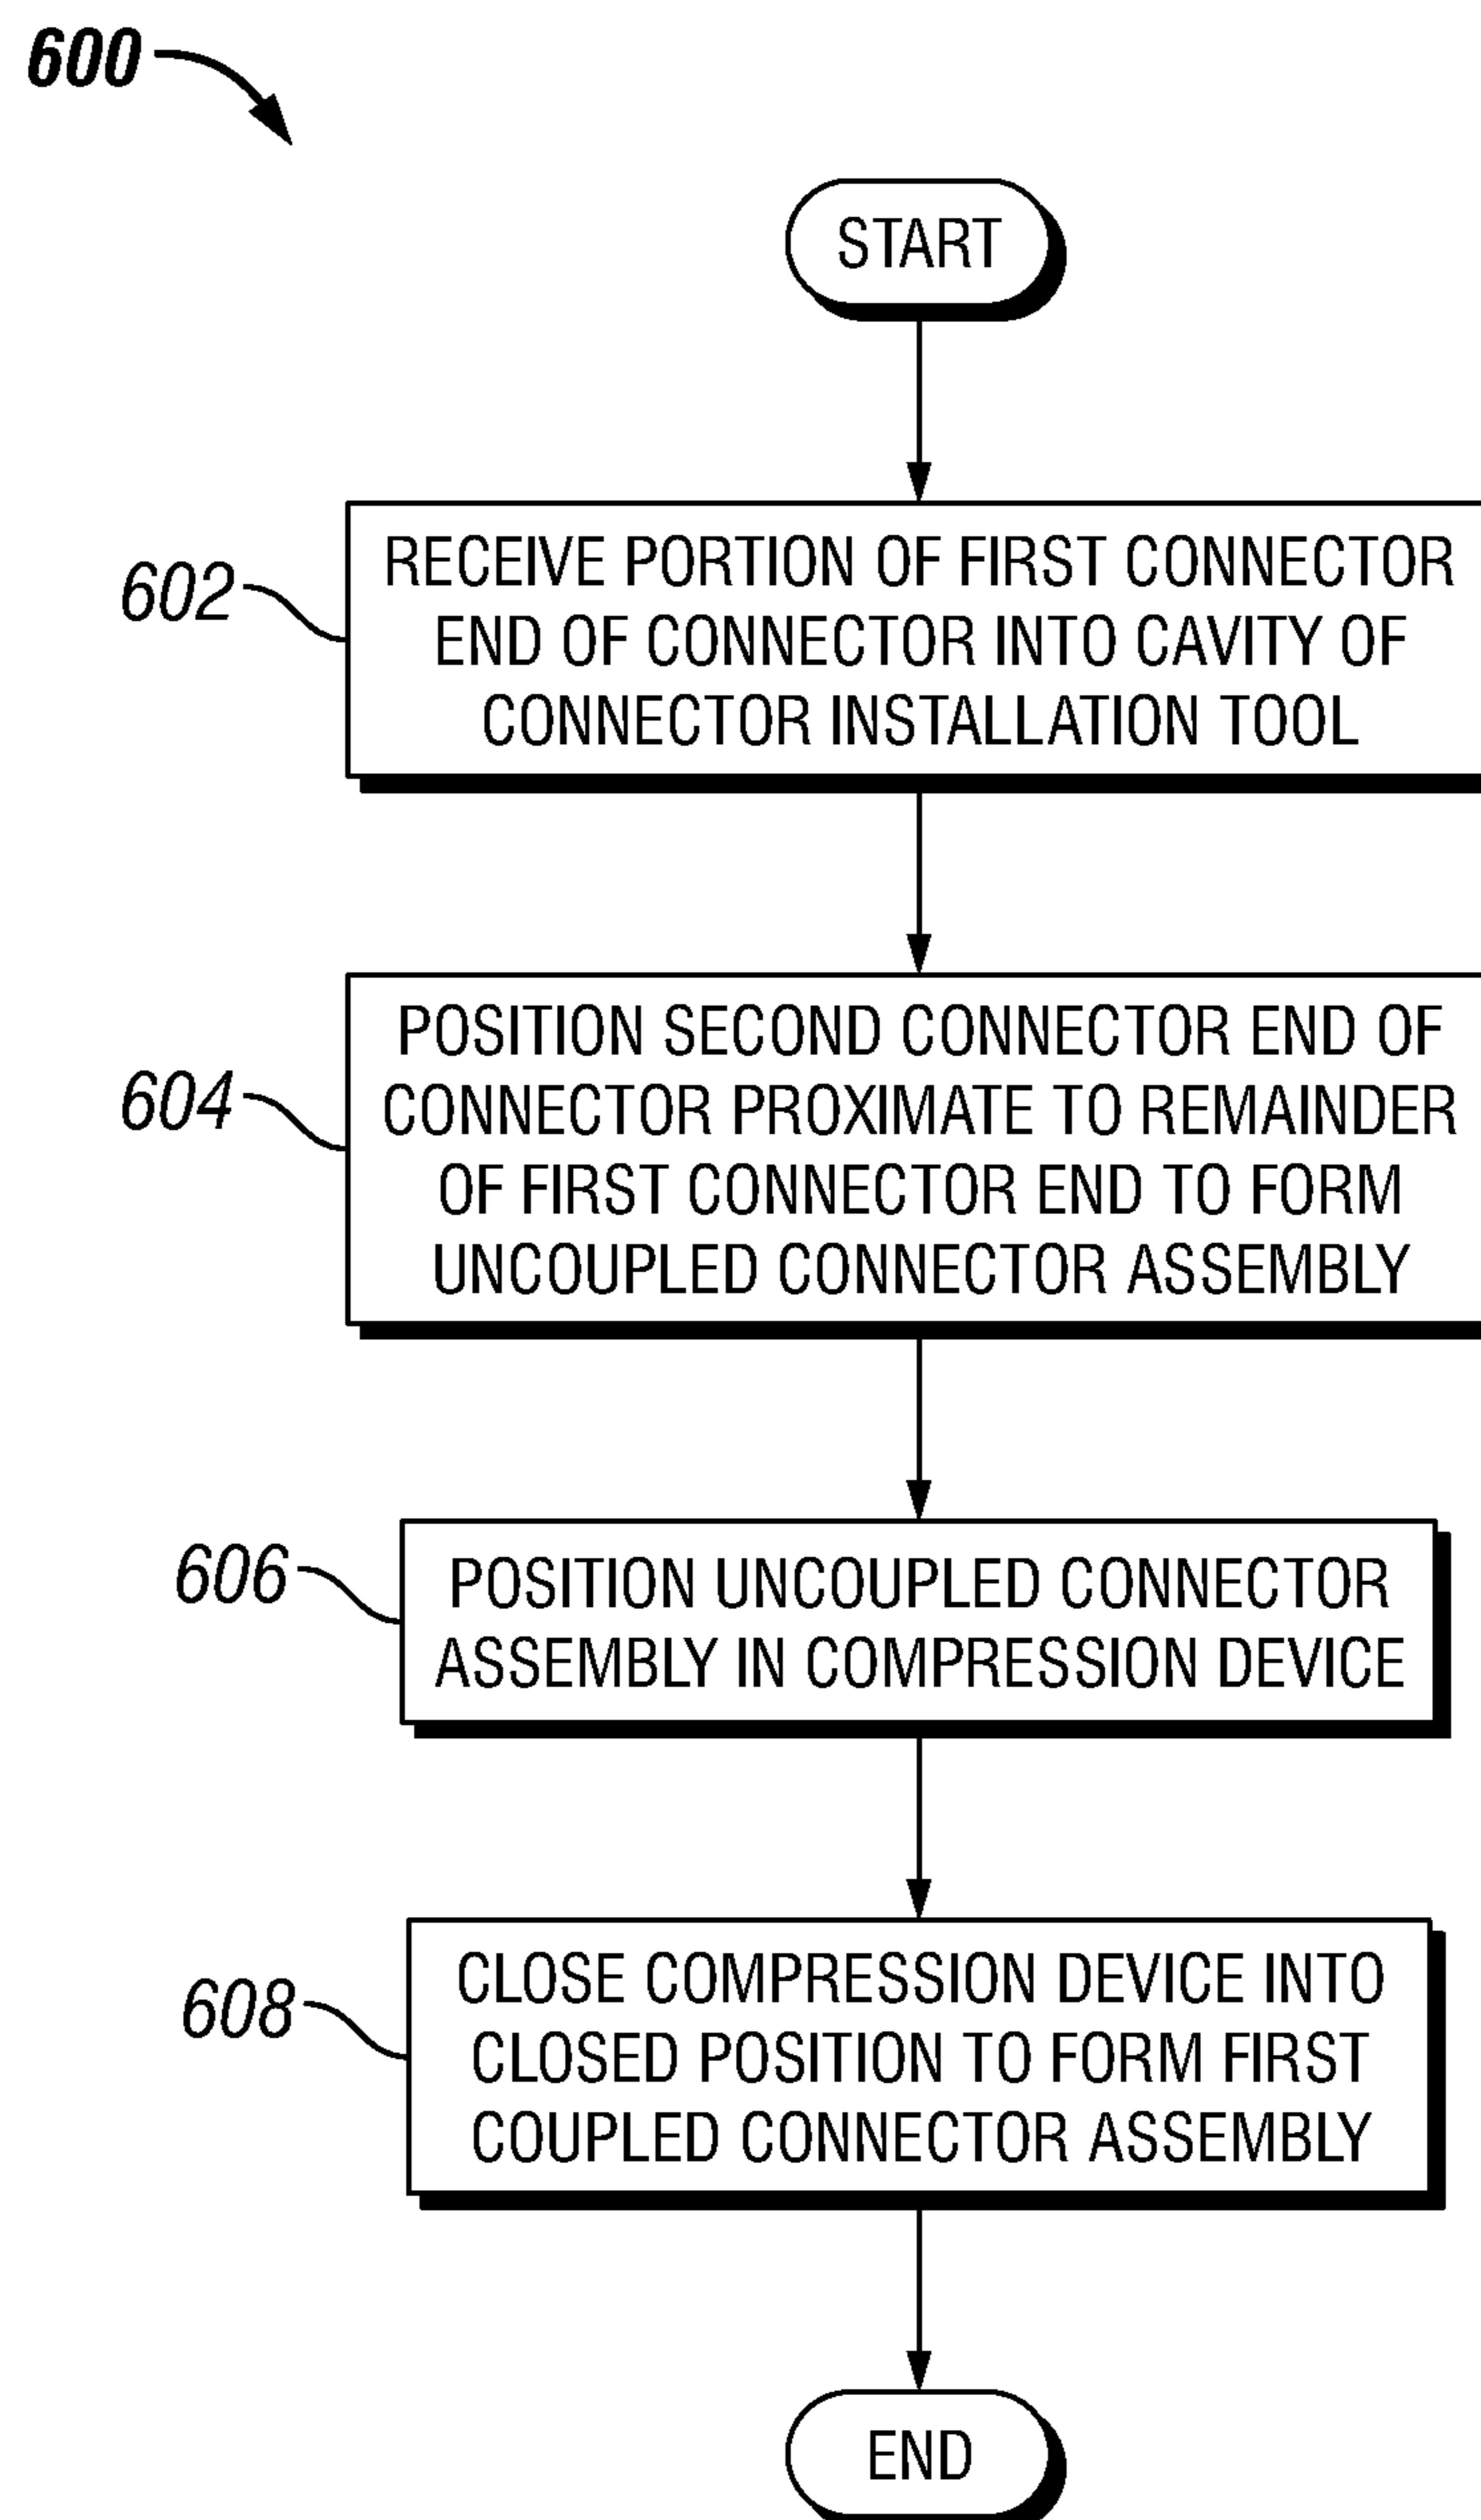 600
START
602
RECEIVE PORTION OF FIRST CONNECTOR
END OF CONNECTOR INTO CAVITY OF
CONNECTOR INSTALLATION TOOL
604
POSITION SECOND CONNECTOR END OF
CONNECTOR PROXIMATE TO REMAINDER
OF FIRST CONNECTOR END TO FORM
UNCOUPLED CONNECTOR ASSEMBLY
606
POSITION UNCOUPLED CONNECTOR
ASSEMBLY IN COMPRESSION DEVICE
608
CLOSE COMPRESSION DEVICE INTO
CLOSED POSITION TO FORM FIRST
COUPLED CONNECTOR ASSEMBLY
END